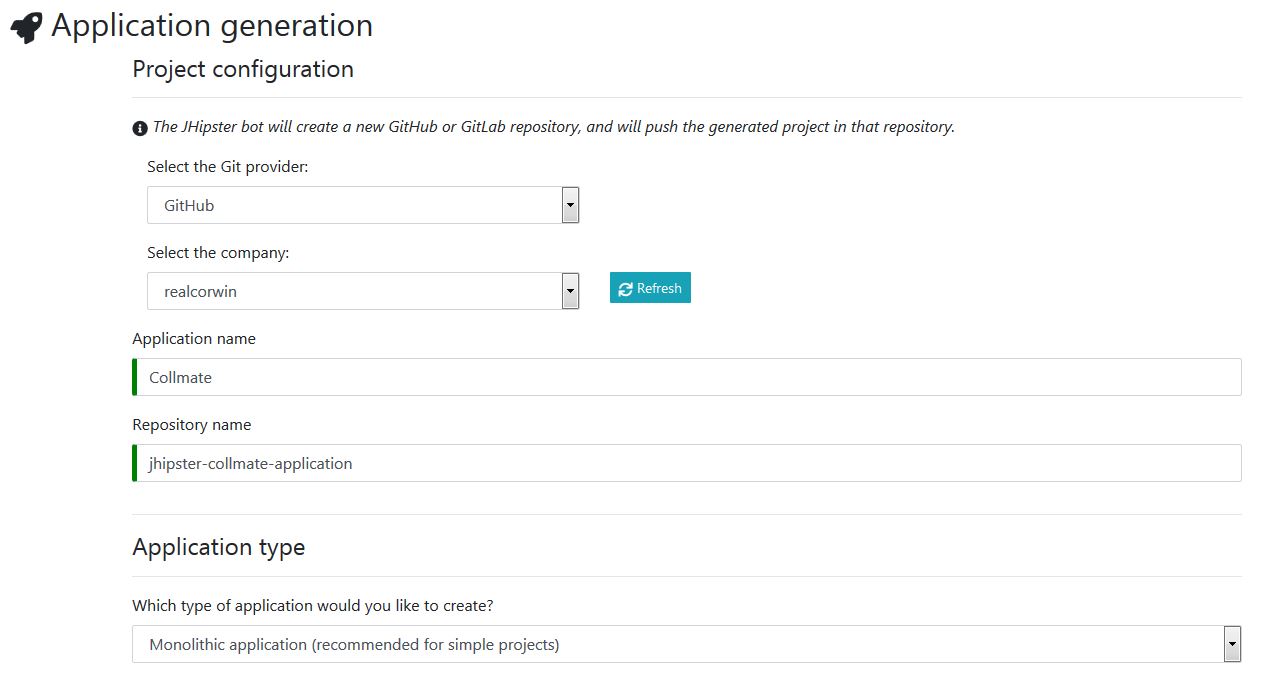 Application generation
Project configuration
The JHipster bot will create a new GitHub or GitLab repository, and will push the generated project in that repository.
Select the Git provider:
GitHub
Select the company:
realcorwin
Refresh
Application name
Collmate
Repository name
jhipster-collmate-application
Application type
Which type of application would you like to create?
Monolithic application (recommended for simple projects)